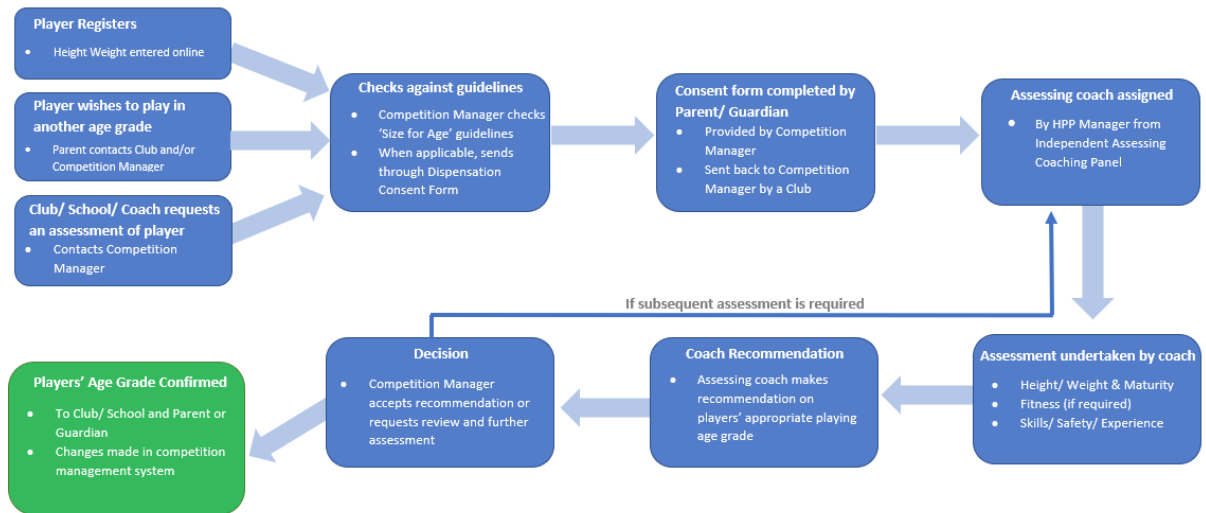 Player Registers
• Height Weight entered online
Player wishes to play in
another age grade
• Parent contacts Club and/or
Competition Manager
Club/ School/ Coach requests
an assessment of player
• Contacts Competition
Manager
Checks against guidelines
• Competition Manager checks
‘Size for Age’ guidelines
• When applicable, sends
through Dispensation
Consent Form
Consent form completed by
Parent/ Guardian
• Provided by Competition
Manager
• Sent back to Competition
Manager by a Club
Assessing coach assigned
• By HPP Manager from
Independent Assessing
Coaching Panel
If subsequent assessment is required
Assessment undertaken by coach
• Height/ Weight & Maturity
• Fitness (if required)
• Skills/ Safety/ Experience
Coach Recommendation
• Assessing coach makes
recommendation on
players’ appropriate playing
age grade
Decision
• Competition Manager
accepts recommendation or
requests review and further
assessment
Players’ Age Grade Confirmed
• To Club/ School and Parent or
Guardian
• Changes made in competition
management system